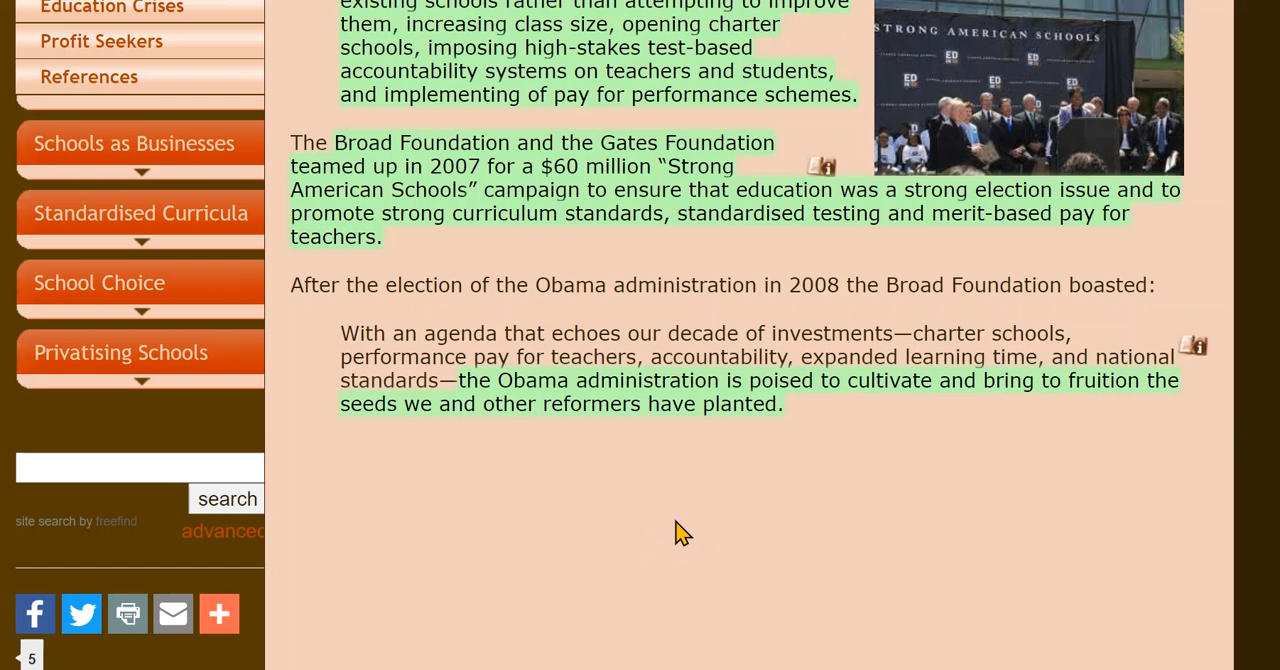 Education Crises
Profit Seekers
References
Schools as Businesses
Standardised Curricula
School Choice
Privatising Schools
search
site search by freefind
advanced
5
existing schools rather than attempting to improve
them, increasing class size, opening charter
schools, imposing high-stakes test-based
accountability systems on teachers and students,
and implementing of pay for performance schemes.
STRONG AMERICAN SCHOOLS
ED
ED
ED
ED
ED
The Broad Foundation and the Gates Foundation
teamed up in 2007 for a $60 million “Strong
American Schools” campaign to ensure that education was a strong election issue and to
promote strong curriculum standards, standardised testing and merit-based pay for
teachers.
After the election of the Obama administration in 2008 the Broad Foundation boasted:
With an agenda that echoes our decade of investments—charter schools,
performance pay for teachers, accountability, expanded learning time, and national
standards—the Obama administration is poised to cultivate and bring to fruition the
seeds we and other reformers have planted.